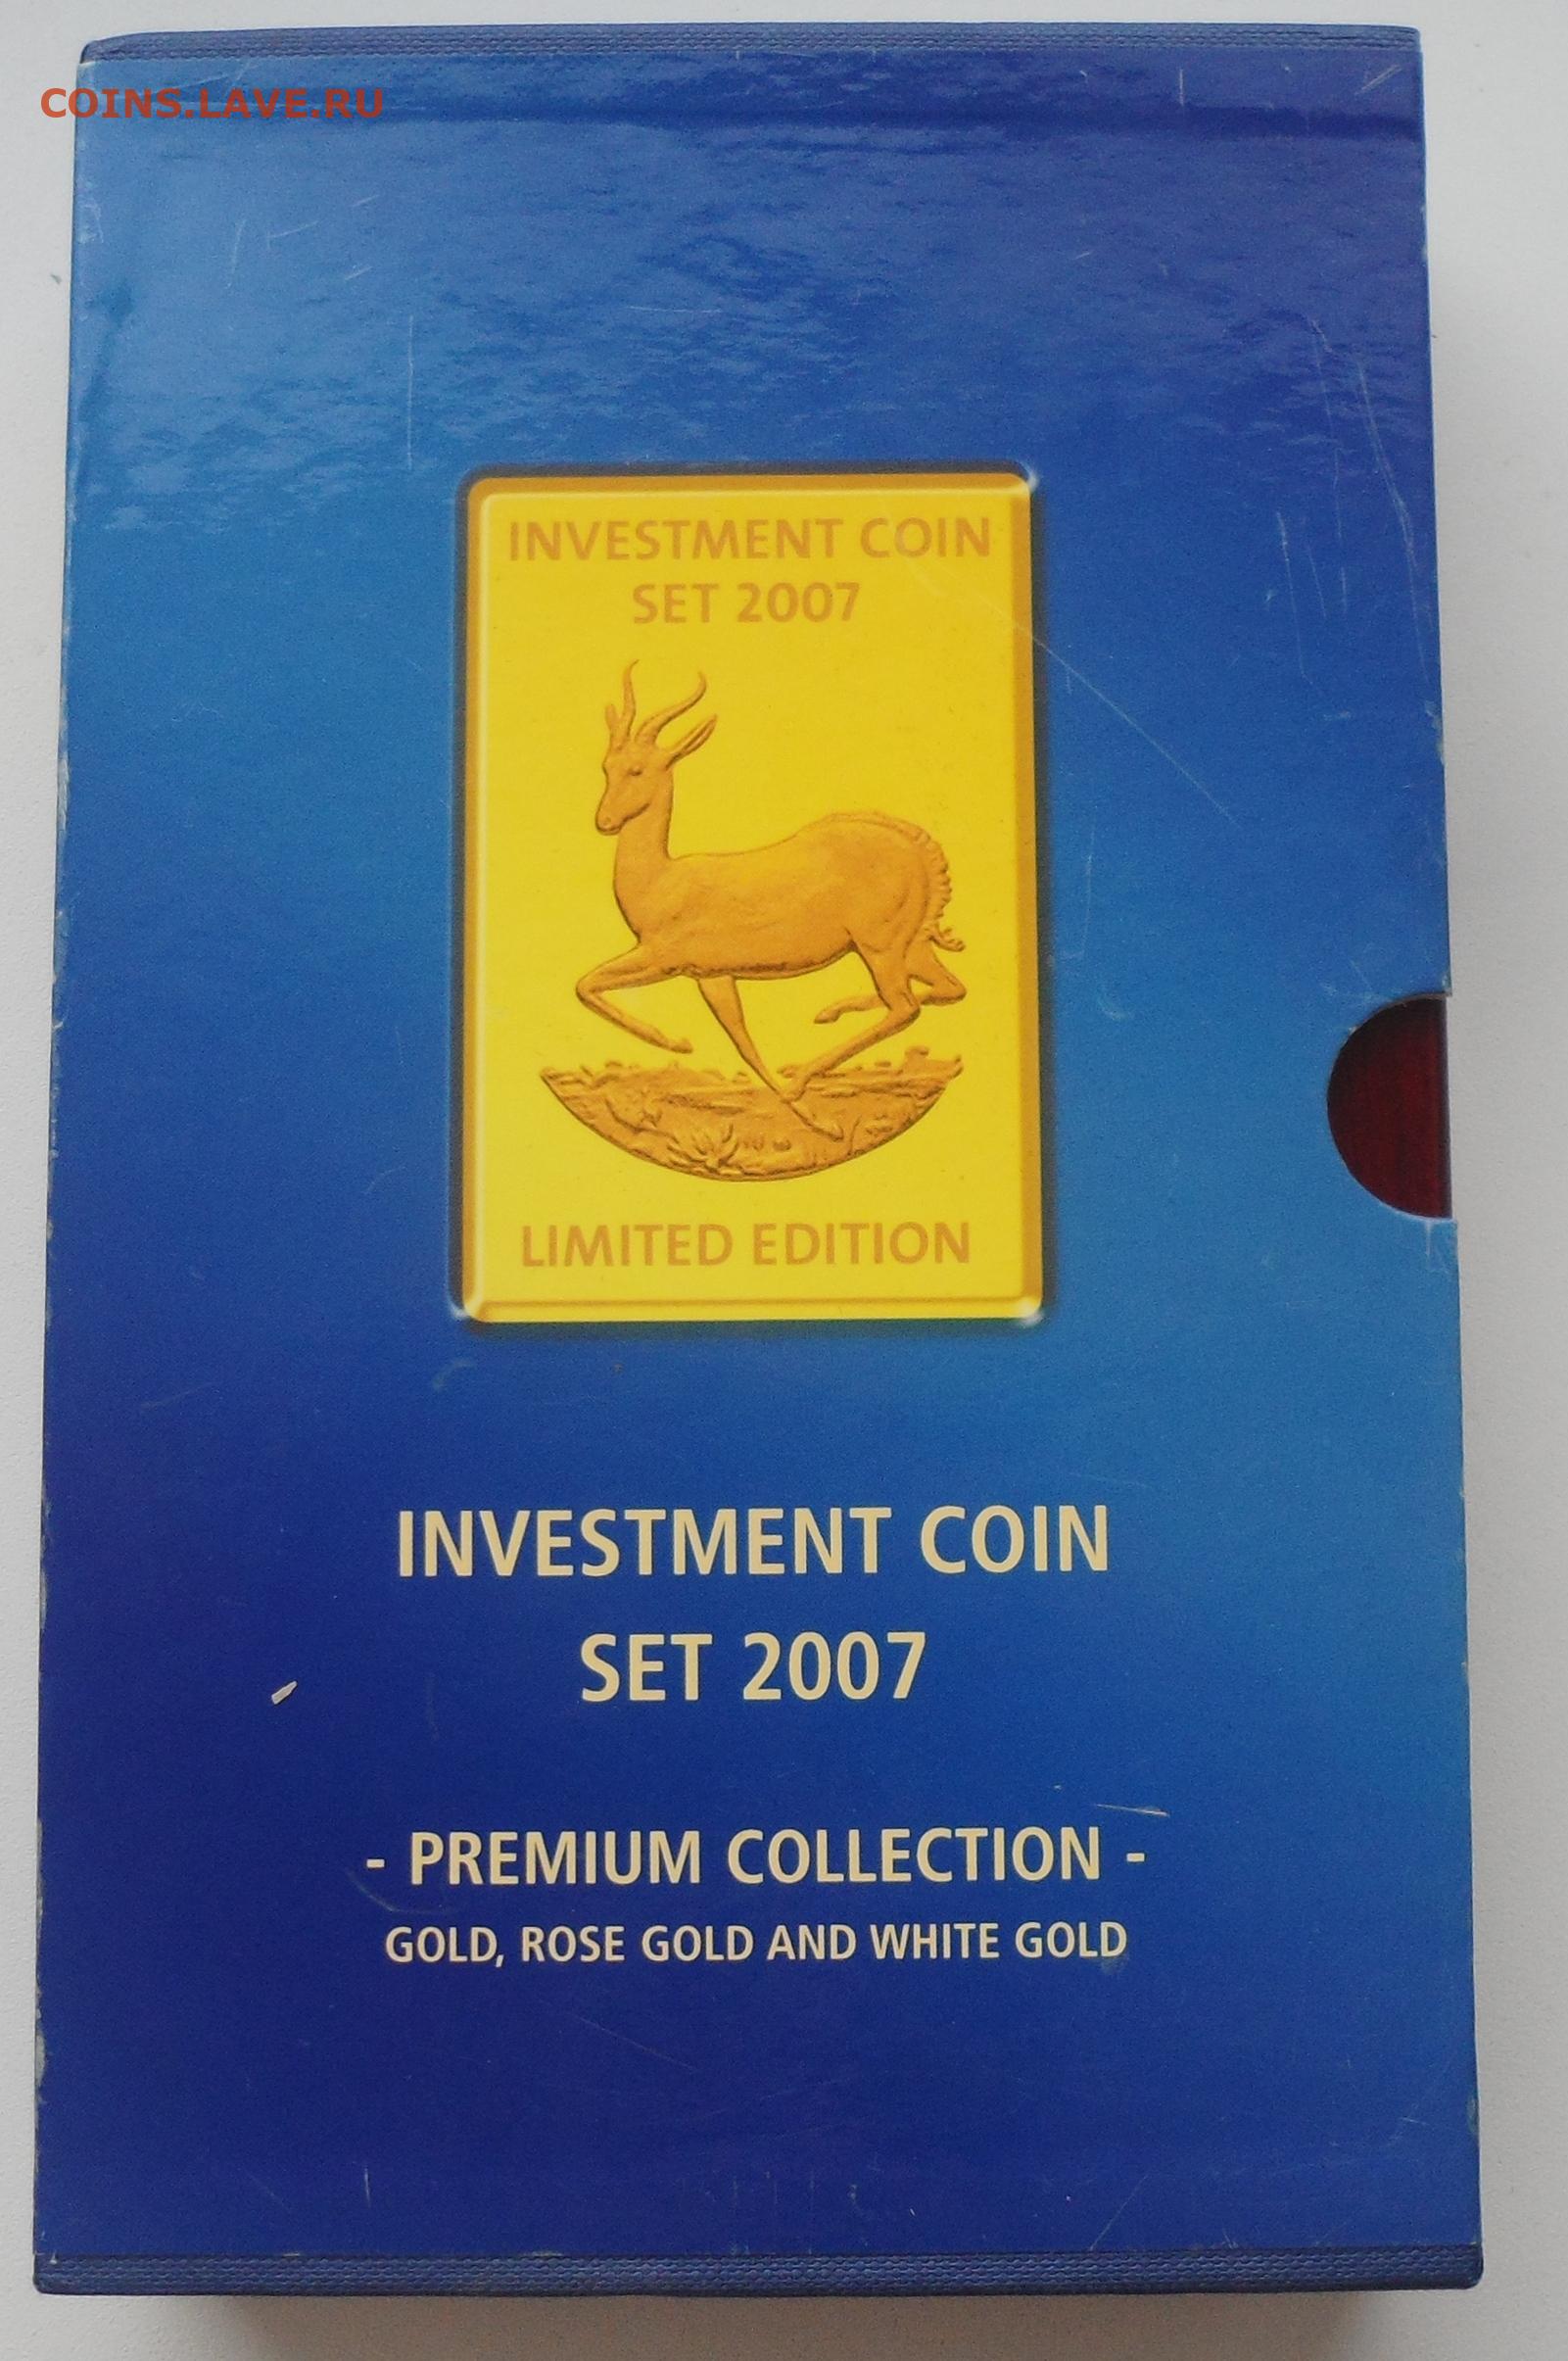 COINS.LAVE.RU
INVESTMENT COIN
SET 2007
LIMITED EDITION
INVESTMENT COIN
SET 2007
- PREMIUM COLLECTION -
GOLD, ROSE GOLD AND WHITE GOLD